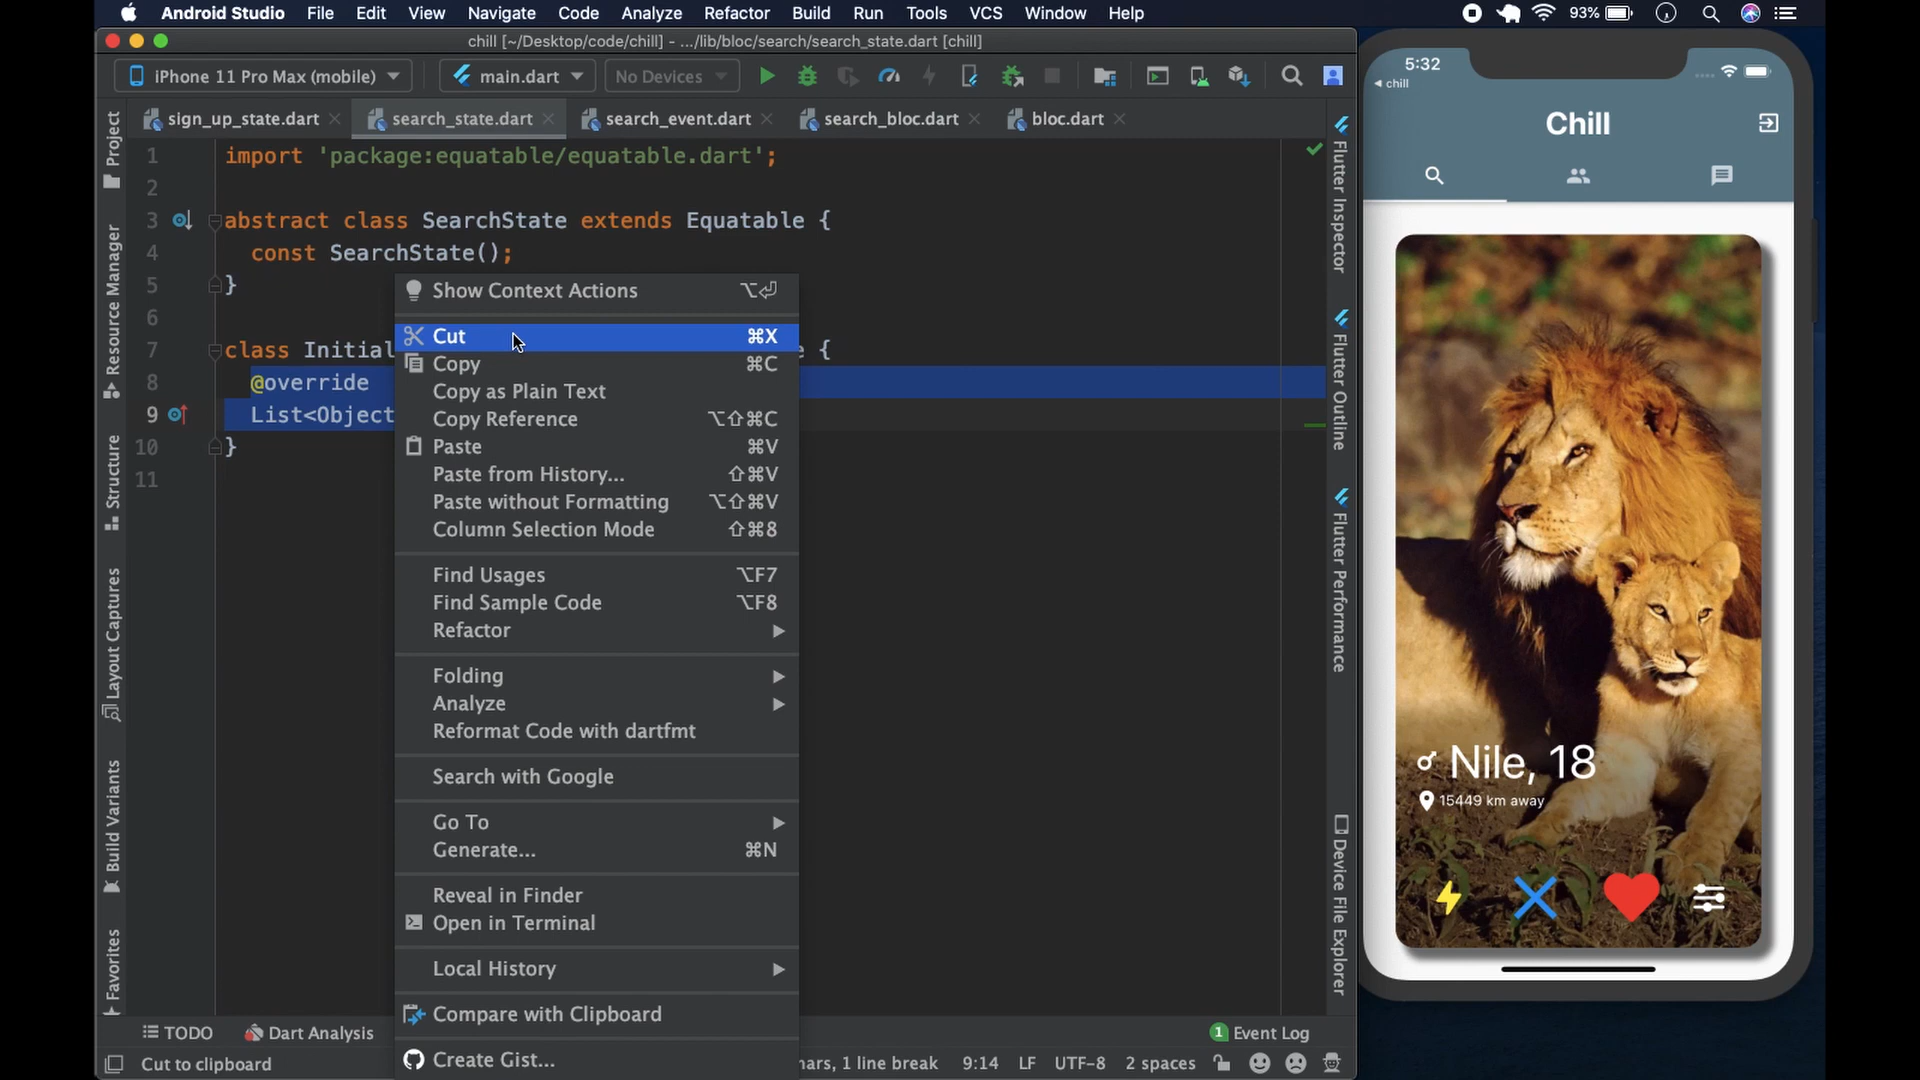 Android Studio File Edit View Navigate Code Analyze Refactor Build Run Tools VCS Window Help 93%
chill [~/Desktop/code/chill] - .../lib/bloc/search/search_state.dart [chill]
iPhone 11 Pro Max (mobile) main.dart No Devices
sign_up_state.dart search_state.dart search_event.dart search_bloc.dart bloc.dart
1 import 'package:equatable/equatable.dart';
2
3 abstract class SearchState extends Equatable {
4 const SearchState();
5 }
6
7 class Initial {
8 @override
9 List<Object
10 }
11
Show Context Actions ⌥⏎
Cut ⌘X
Copy ⌘C
Copy as Plain Text
Copy Reference ⌥⇧⌘C
Paste ⌘V
Paste from History... ⇧⌘V
Paste without Formatting ⌥⇧⌘V
Column Selection Mode ⇧⌘8
Find Usages ⌥F7
Find Sample Code ⌥F8
Refactor
Folding
Analyze
Reformat Code with dartfmt
Search with Google
Go To
Generate... ⌘N
Reveal in Finder
Open in Terminal
Local History
Compare with Clipboard
Create Gist...
Project
Resource Manager
Structure
Layout Captures
Build Variants
Favorites
Flutter Inspector
Flutter Outline
Flutter Performance
Device File Explorer
TODO Dart Analysis 1 Event Log
Cut to clipboard 1 line break 9:14 LF UTF-8 2 spaces
5:32
chill
Chill
Nile, 18
15449 km away